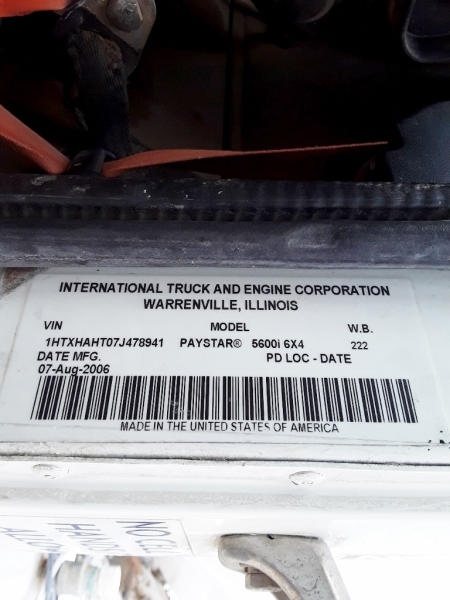 INTERNATIONAL TRUCK AND ENGINE CORPORATION
WARRENVILLE, ILLINOIS
VIN MODEL W.B.
1HTXHAHT07J478941 PAYSTAR® 5600i 6X4 222
DATE MFG. PD LOC - DATE
07-Aug-2006
MADE IN THE UNITED STATES OF AMERICA
HANDS